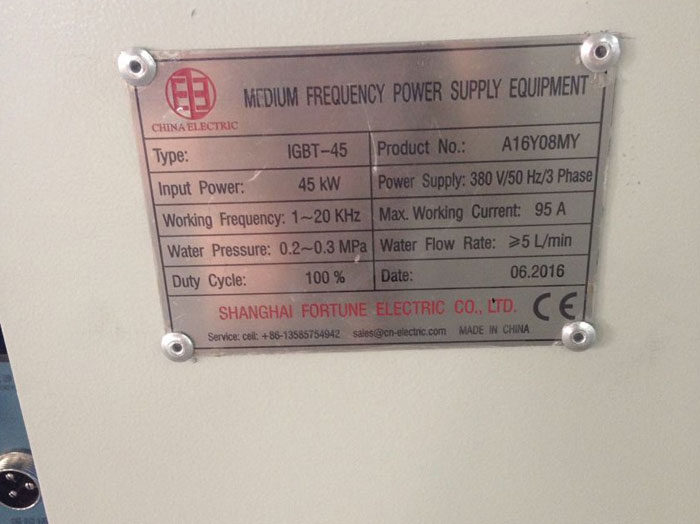 MEDIUM FREQUENCY POWER SUPPLY EQUIPMENT
CHINA ELECTRIC
Type: IGBT-45 Product No.: A16Y08MY
Input Power: 45 kW Power Supply: 380 V/50 Hz/3 Phase
Working Frequency: 1~20 KHz Max. Working Current: 95 A
Water Pressure: 0.2~0.3 MPa Water Flow Rate: ⩾5 L/min
Duty Cycle: 100 % Date: 06.2016
SHANGHAI FORTUNE ELECTRIC CO., LTD. CE
Service: cell: +86-13585754942 sales@cn-electric.com MADE IN CHINA